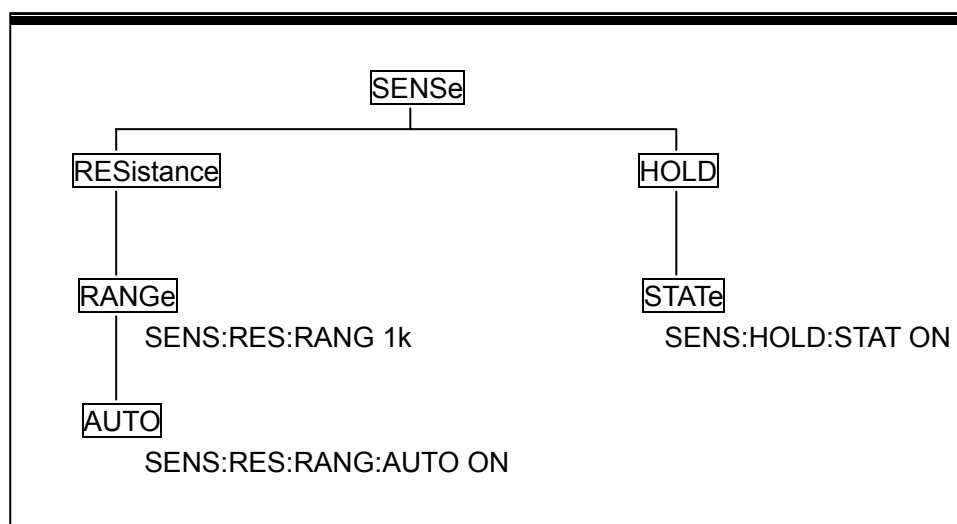 SENSe
RESistance HOLD
RANGe STATe
SENS:RES:RANG 1k SENS:HOLD:STAT ON
AUTO
SENS:RES:RANG:AUTO ON